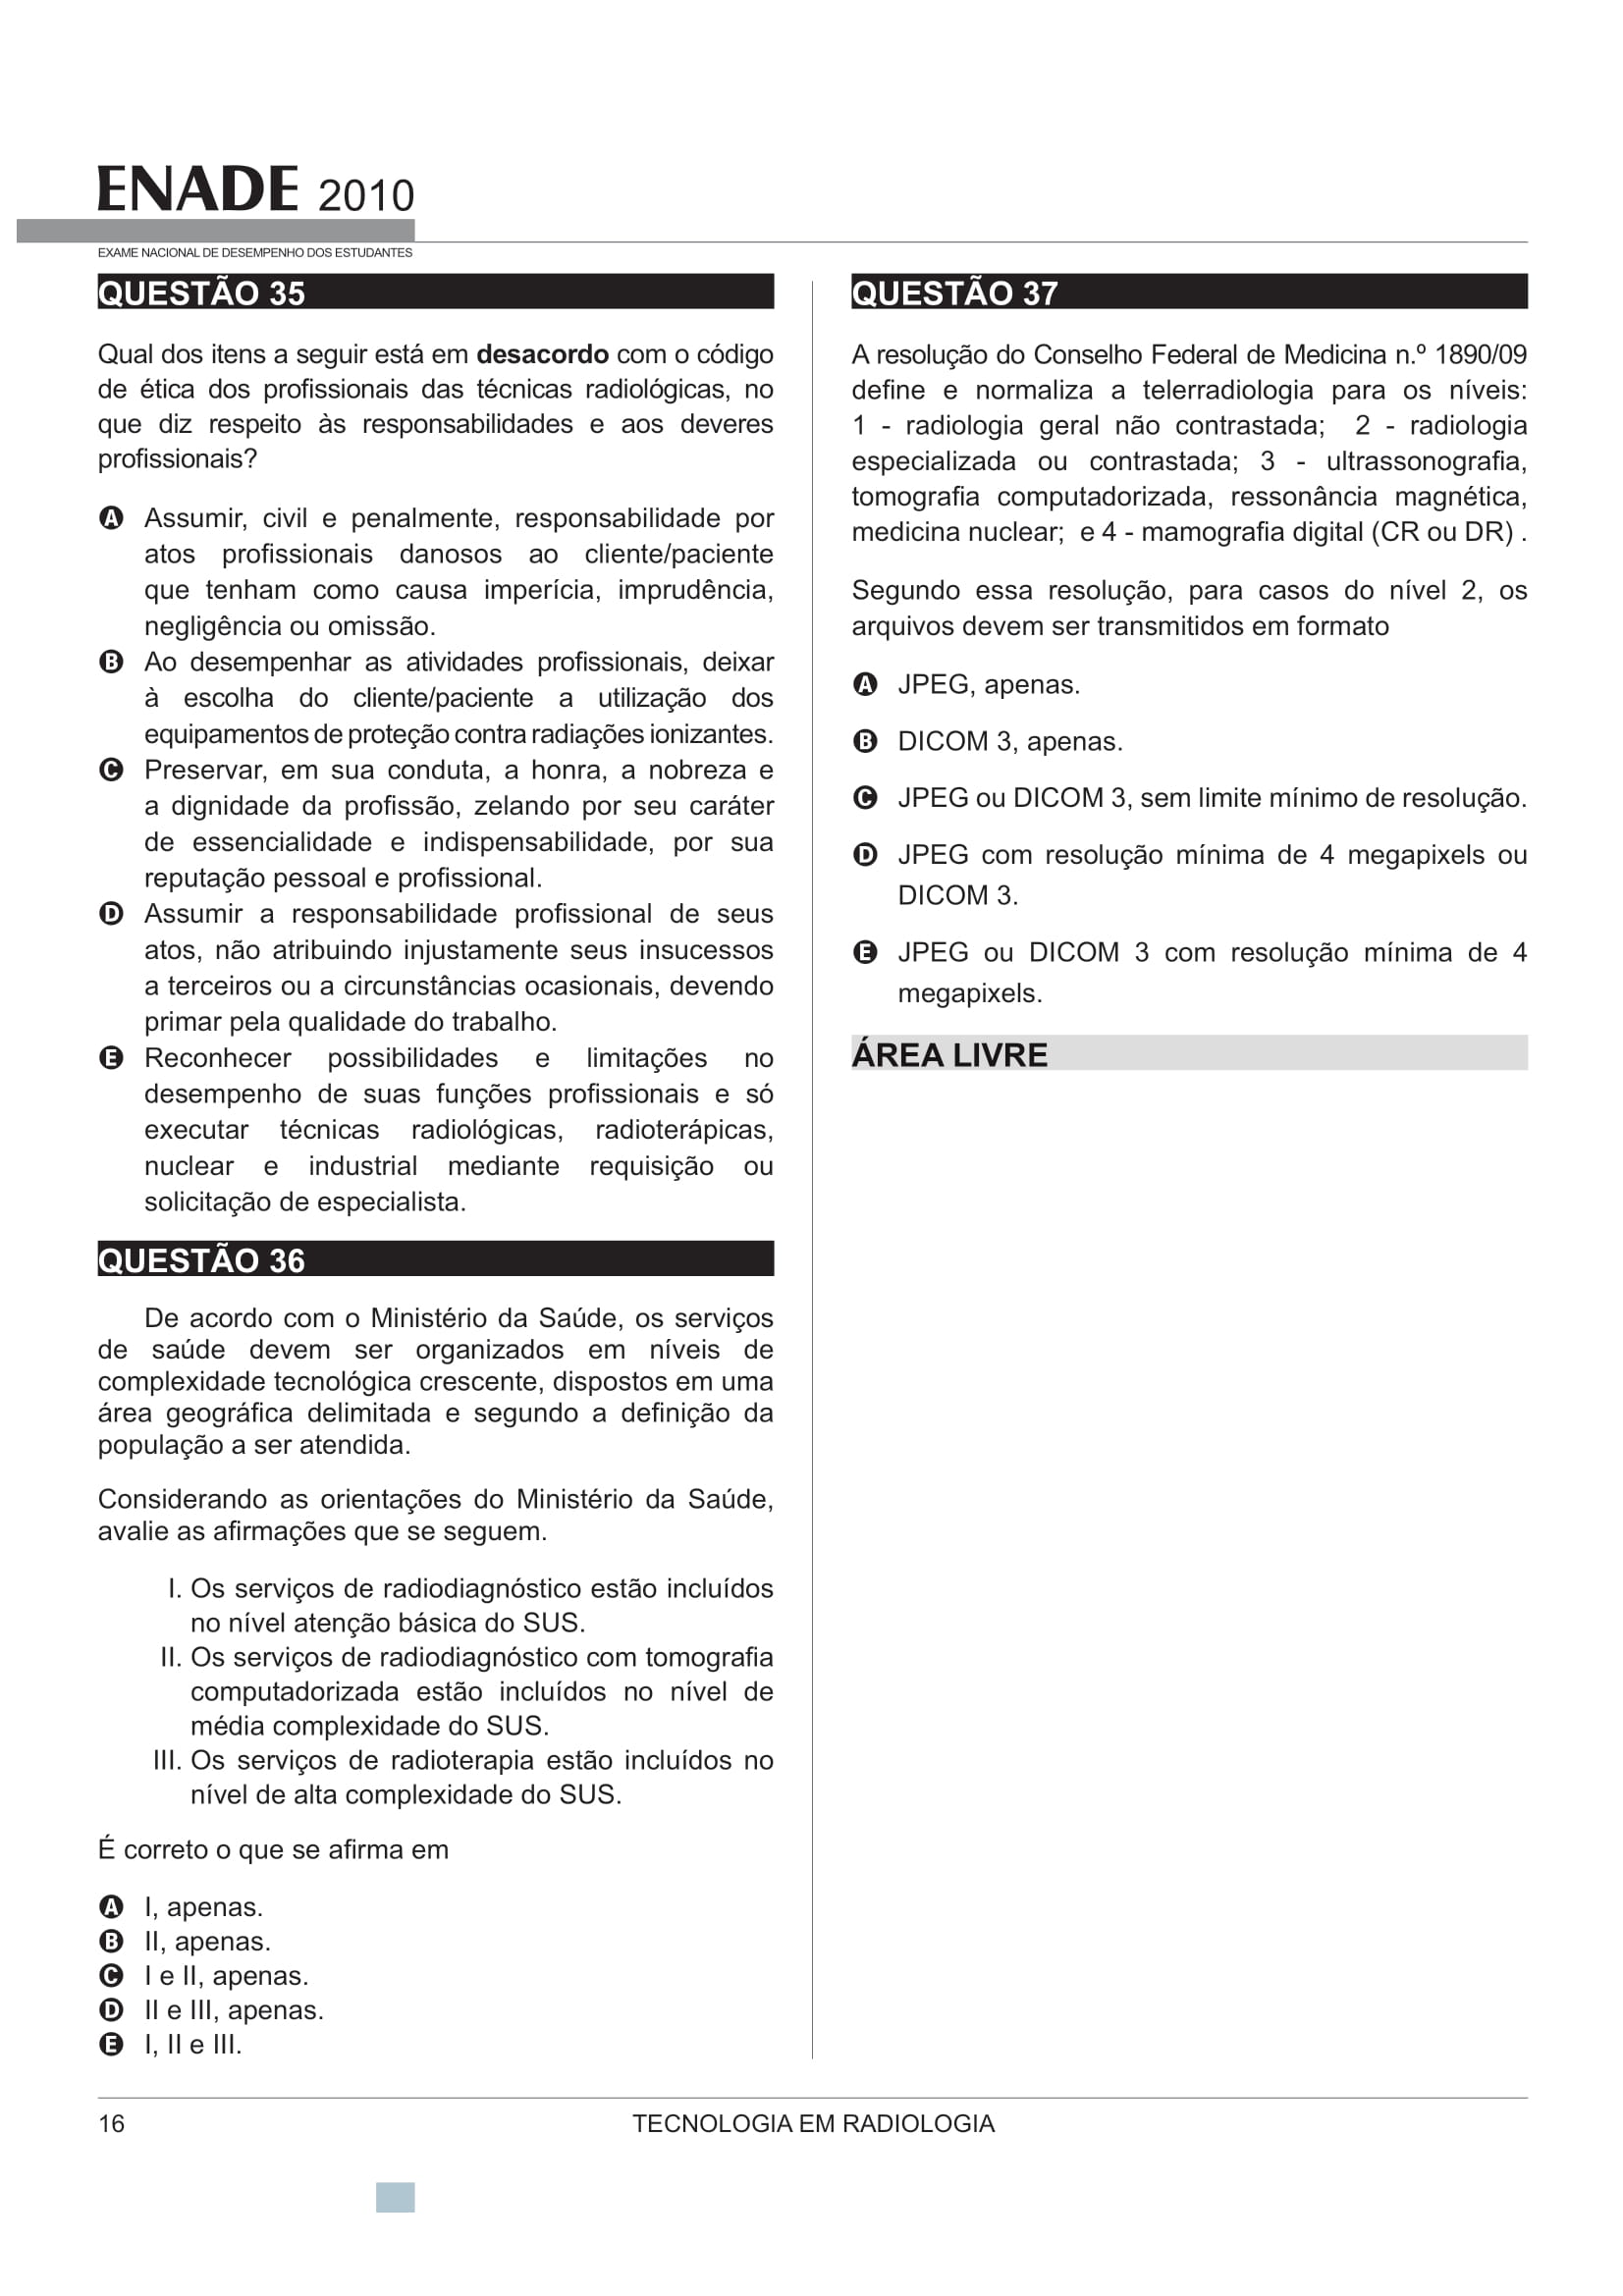 ENADE 2010
EXAME NACIONAL DE DESEMPENHO DOS ESTUDANTES
QUESTÃO 35
Qual dos itens a seguir está em desacordo com o código
de ética dos profissionais das técnicas radiológicas, no
que diz respeito às responsabilidades e aos deveres
profissionais?
A Assumir, civil e penalmente, responsabilidade por
atos profissionais danosos ao cliente/paciente
que tenham como causa imperícia, imprudência,
negligência ou omissão.
B Ao desempenhar as atividades profissionais, deixar
à escolha do cliente/paciente a utilização dos
equipamentos de proteção contra radiações ionizantes.
C Preservar, em sua conduta, a honra, a nobreza e
a dignidade da profissão, zelando por seu caráter
de essencialidade e indispensabilidade, por sua
reputação pessoal e profissional.
D Assumir a responsabilidade profissional de seus
atos, não atribuindo injustamente seus insucessos
a terceiros ou a circunstâncias ocasionais, devendo
primar pela qualidade do trabalho.
E Reconhecer possibilidades e limitações no
desempenho de suas funções profissionais e só
executar técnicas radiológicas, radioterápicas,
nuclear e industrial mediante requisição ou
solicitação de especialista.
QUESTÃO 36
De acordo com o Ministério da Saúde, os serviços
de saúde devem ser organizados em níveis de
complexidade tecnológica crescente, dispostos em uma
área geográfica delimitada e segundo a definição da
população a ser atendida.
Considerando as orientações do Ministério da Saúde,
avalie as afirmações que se seguem.
I. Os serviços de radiodiagnóstico estão incluídos
no nível atenção básica do SUS.
II. Os serviços de radiodiagnóstico com tomografia
computadorizada estão incluídos no nível de
média complexidade do SUS.
III. Os serviços de radioterapia estão incluídos no
nível de alta complexidade do SUS.
É correto o que se afirma em
A I, apenas.
B II, apenas.
C I e II, apenas.
D II e III, apenas.
E I, II e III.
QUESTÃO 37
A resolução do Conselho Federal de Medicina n.º 1890/09
define e normaliza a telerradiologia para os níveis:
1 - radiologia geral não contrastada; 2 - radiologia
especializada ou contrastada; 3 - ultrassonografia,
tomografia computadorizada, ressonância magnética,
medicina nuclear; e 4 - mamografia digital (CR ou DR) .
Segundo essa resolução, para casos do nível 2, os
arquivos devem ser transmitidos em formato
A JPEG, apenas.
B DICOM 3, apenas.
C JPEG ou DICOM 3, sem limite mínimo de resolução.
D JPEG com resolução mínima de 4 megapixels ou
DICOM 3.
E JPEG ou DICOM 3 com resolução mínima de 4
megapixels.
ÁREA LIVRE
16
TECNOLOGIA EM RADIOLOGIA